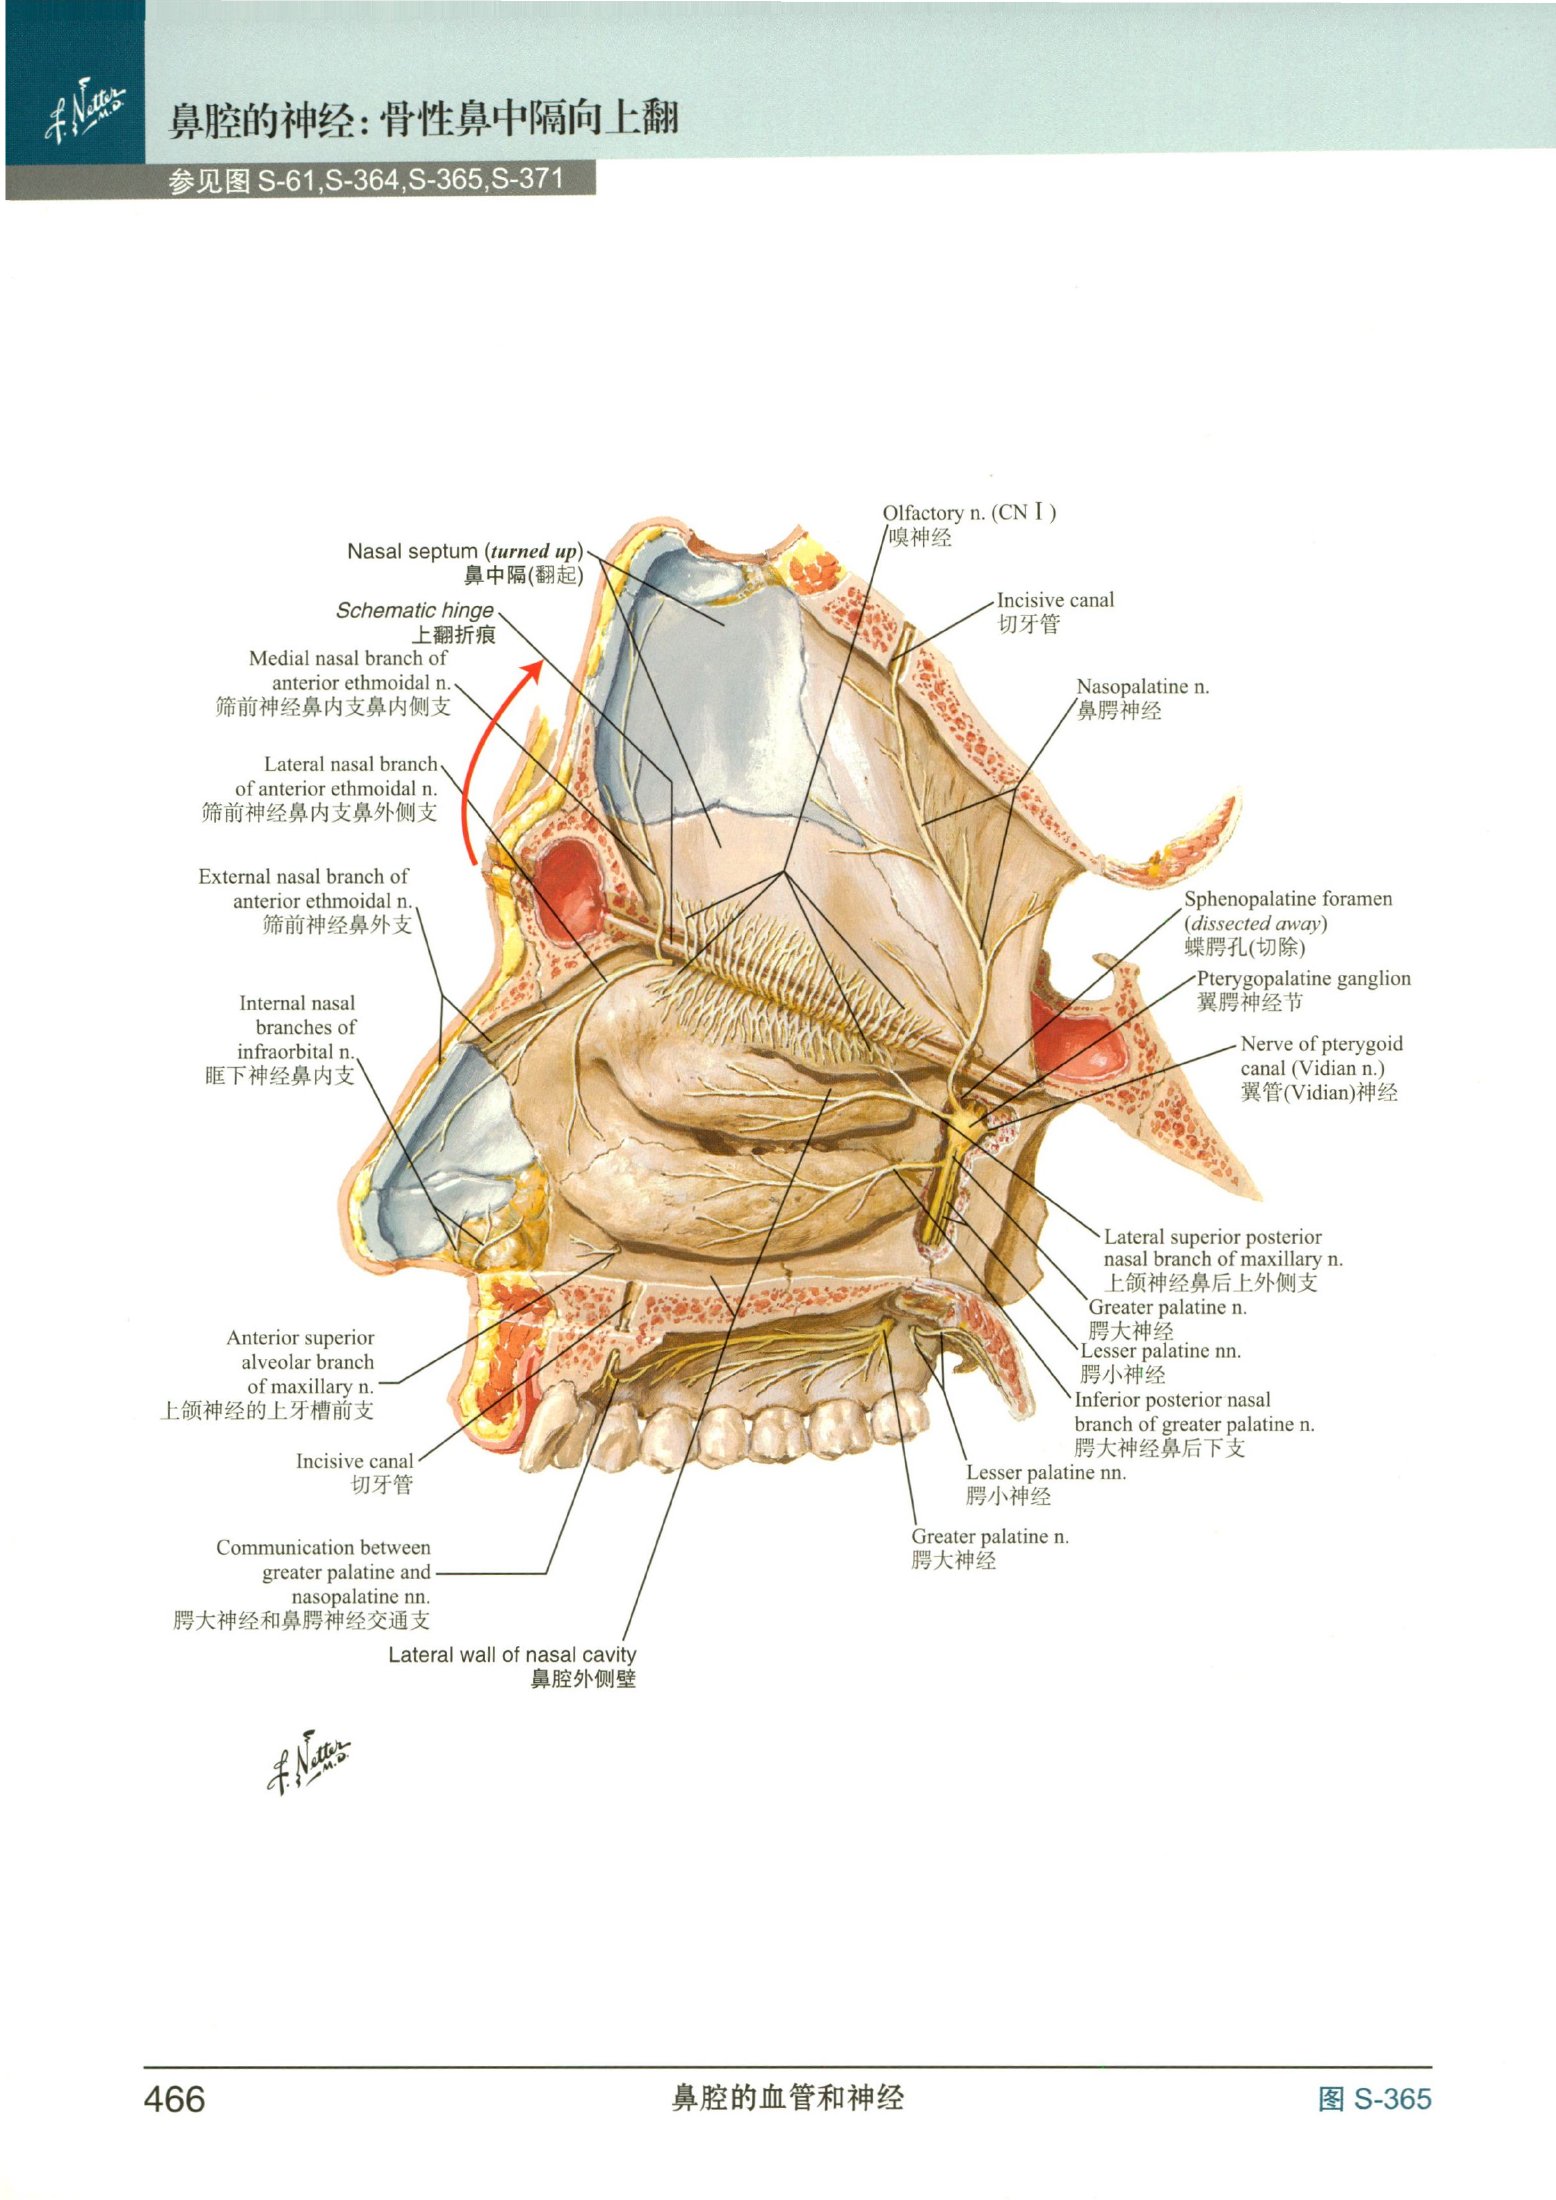 F. Netter M.D.
鼻腔的神经：骨性鼻中隔向上翻
参见图 S-61,S-364,S-365,S-371
Olfactory n. (CN Ⅰ)
嗅神经
Nasal septum (turned up)
鼻中隔(翻起)
Schematic hinge
上翻折痕
Incisive canal
切牙管
Medial nasal branch of
anterior ethmoidal n.
筛前神经鼻内支鼻内侧支
Nasopalatine n.
鼻腭神经
Lateral nasal branch
of anterior ethmoidal n.
筛前神经鼻内支鼻外侧支
External nasal branch of
anterior ethmoidal n.
筛前神经鼻外支
Sphenopalatine foramen
(dissected away)
蝶腭孔(切除)
Pterygopalatine ganglion
翼腭神经节
Internal nasal
branches of
infraorbital n.
眶下神经鼻内支
Nerve of pterygoid
canal (Vidian n.)
翼管(Vidian)神经
Lateral superior posterior
nasal branch of maxillary n.
上颌神经鼻后上外侧支
Greater palatine n.
腭大神经
Lesser palatine nn.
腭小神经
Anterior superior
alveolar branch
of maxillary n.
上颌神经的上牙槽前支
Inferior posterior nasal
branch of greater palatine n.
腭大神经鼻后下支
Incisive canal
切牙管
Lesser palatine nn.
腭小神经
Greater palatine n.
腭大神经
Communication between
greater palatine and
nasopalatine nn.
腭大神经和鼻腭神经交通支
Lateral wall of nasal cavity
鼻腔外侧壁
F. Netter M.D.
466
鼻腔的血管和神经
图 S-365